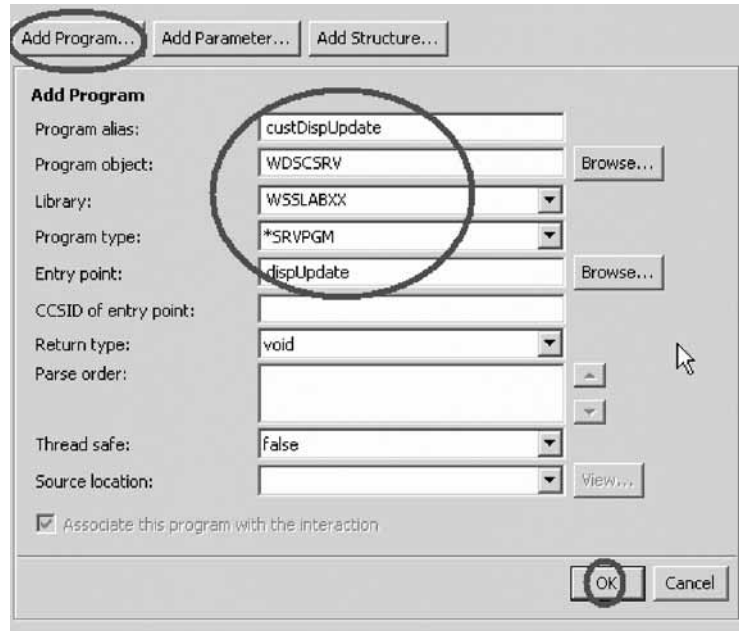 Add Program... Add Parameter... Add Structure...
Add Program
Program alias: custDispUpdate
Program object: WDSCSRV Browse...
Library: WSSLABXX
Program type: *SRVPGM
Entry point: dispUpdate Browse...
CCSID of entry point:
Return type: void
Parse order:
Thread safe: false
Source location: View...
Associate this program with the interaction
OK Cancel